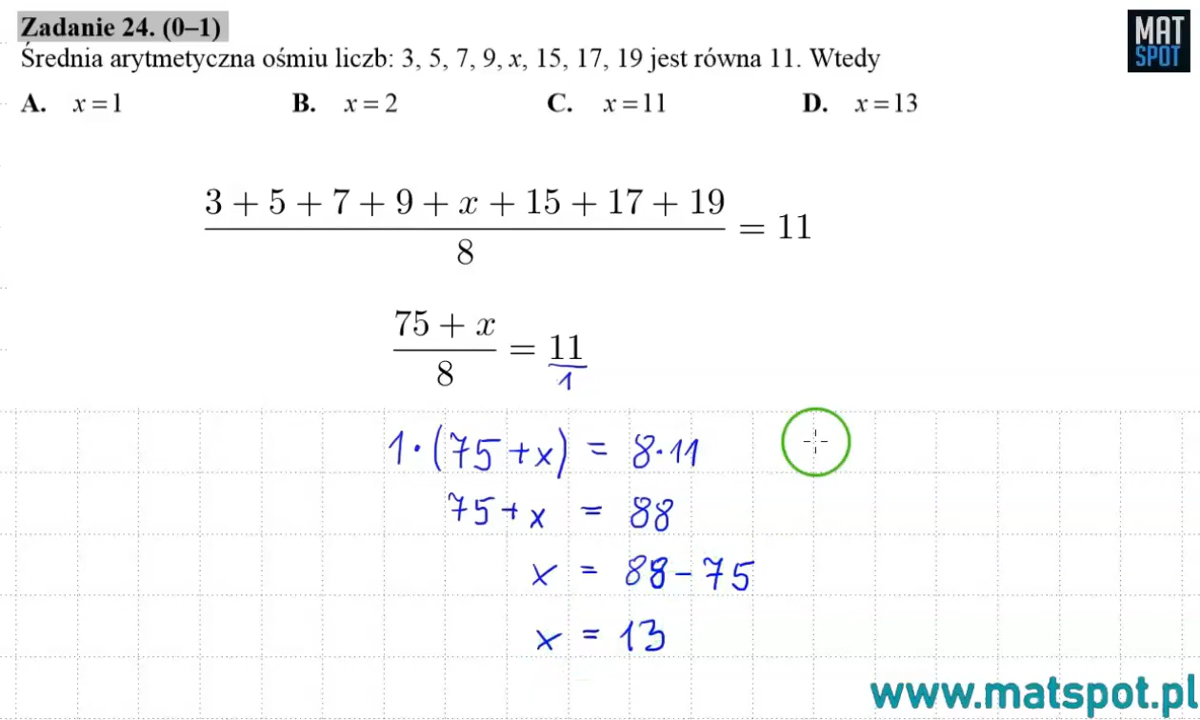 Zadanie 24. (0–1)
Średnia arytmetyczna ośmiu liczb: 3, 5, 7, 9, x, 15, 17, 19 jest równa 11. Wtedy
A. x = 1 B. x = 2 C. x = 11 D. x = 13
MAT
SPOT
3 + 5 + 7 + 9 + x + 15 + 17 + 19
= 11
8
75 + x
= 11
8
1
1 · (75 + x) = 8 · 11
75 + x = 88
x = 88 – 75
x = 13
www.matspot.pl